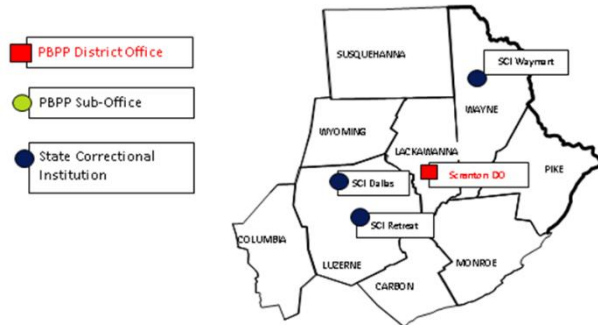 PBPP District Office
PBPP Sub-Office
State Correctional
Institution
SUSQUEHANNA
SCI Waymart
WAYNE
WYOMING
LACKAWANNA
PIKE
SCI Dallas
Scranton DO
SCI Retreat
COLUMBIA
LUZERNE
MONROE
CARBON